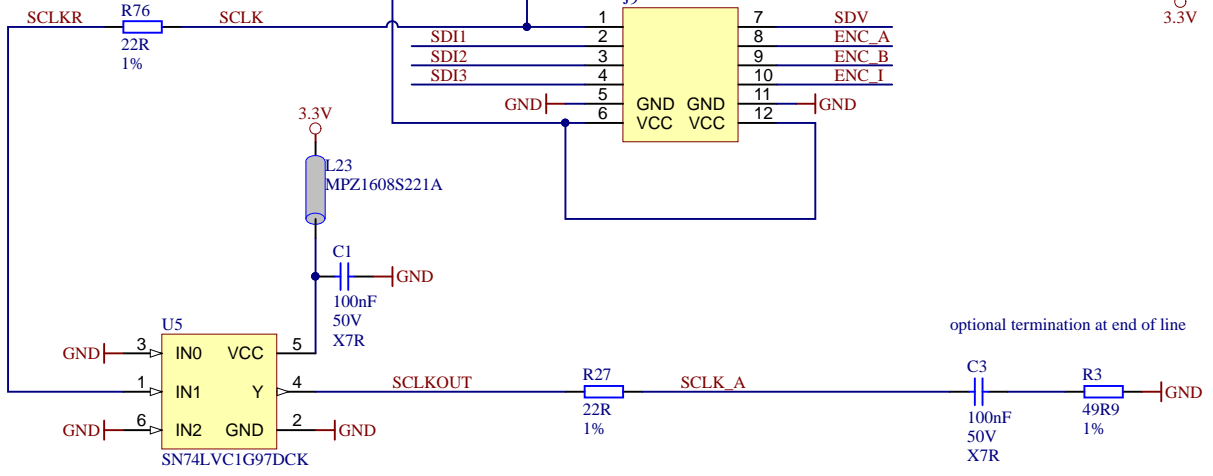 SCLKR
R76
22R
1%
SCLK
3.3V
1
2
3
4
5
6
SDI1
SDI2
SDI3
GND
GND GND
VCC VCC
7
8
9
10
11
12
SDV
ENC_A
ENC_B
ENC_I
GND
3.3V
L23
MPZ1608S221A
C1
100nF
50V
X7R
GND
U5
GND 3 IN0 VCC 5
1 IN1 Y 4
GND 6 IN2 GND 2 GND
SN74LVC1G97DCK
SCLKOUT
R27
22R
1%
SCLK_A
optional termination at end of line
C3
100nF
50V
X7R
R3
49R9
1%
GND